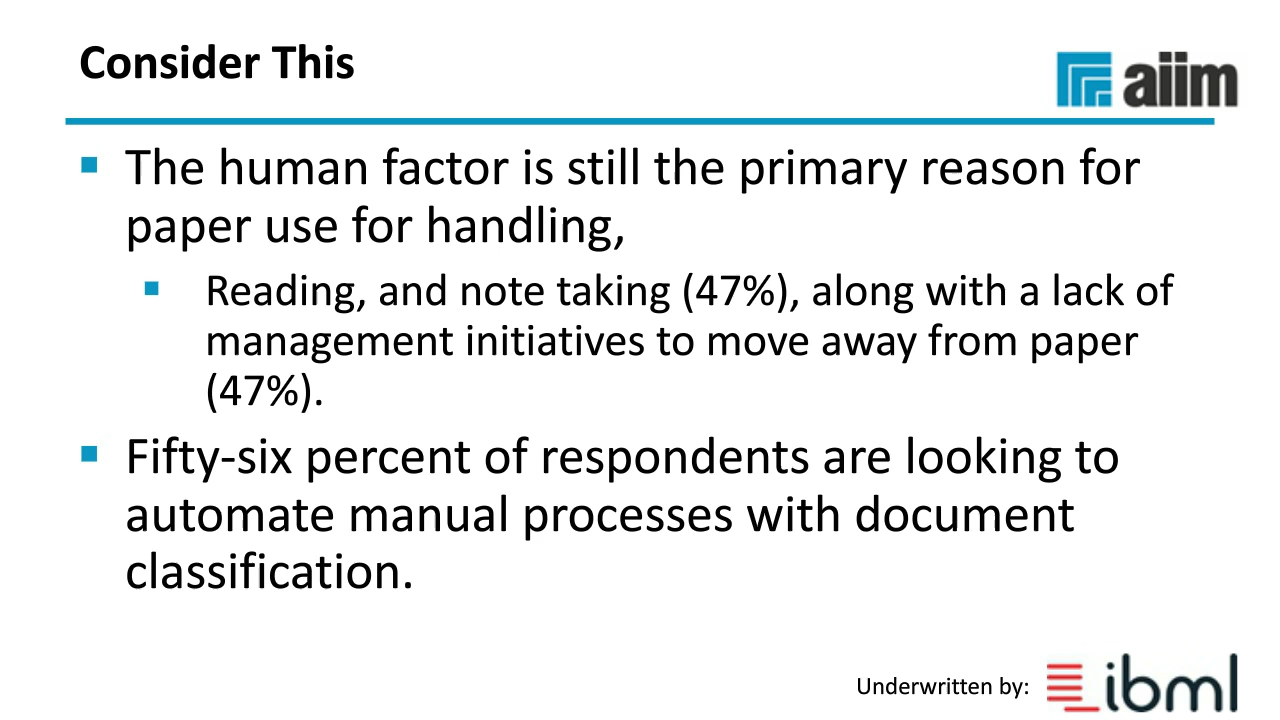 Consider This
aiim
The human factor is still the primary reason for
paper use for handling,
Reading, and note taking (47%), along with a lack of
management initiatives to move away from paper
(47%).
Fifty-six percent of respondents are looking to
automate manual processes with document
classification.
Underwritten by:
ibml